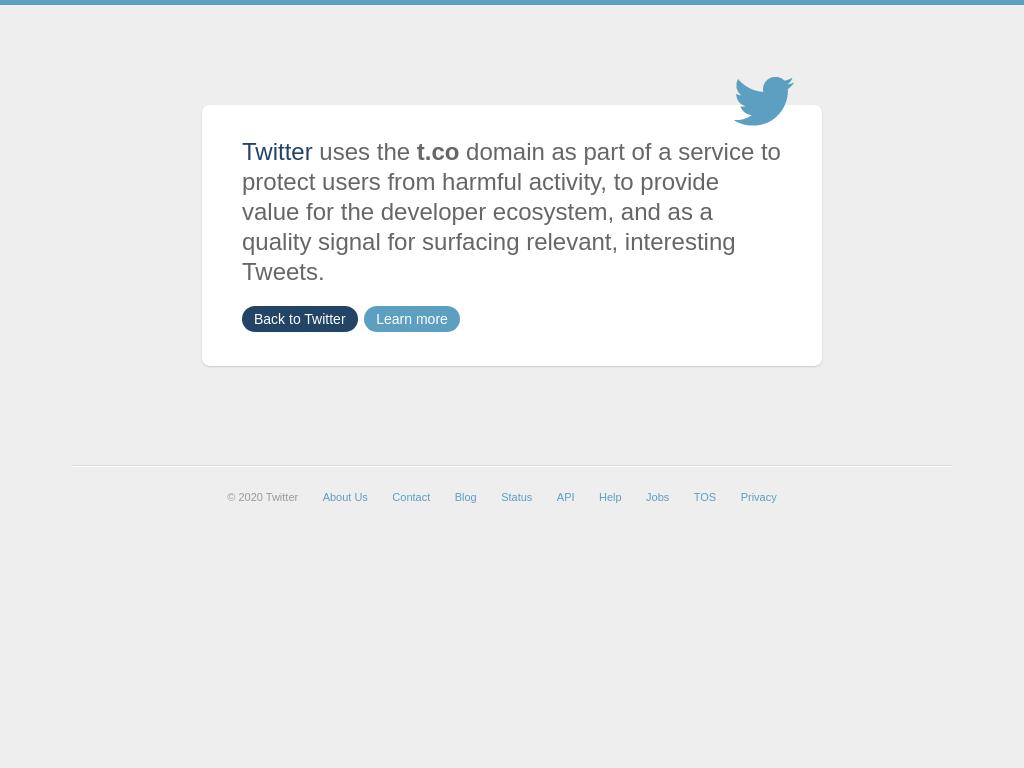 Twitter uses the t.co domain as part of a service to
protect users from harmful activity, to provide
value for the developer ecosystem, and as a
quality signal for surfacing relevant, interesting
Tweets.
Back to Twitter Learn more
© 2020 Twitter About Us Contact Blog Status API Help Jobs TOS Privacy